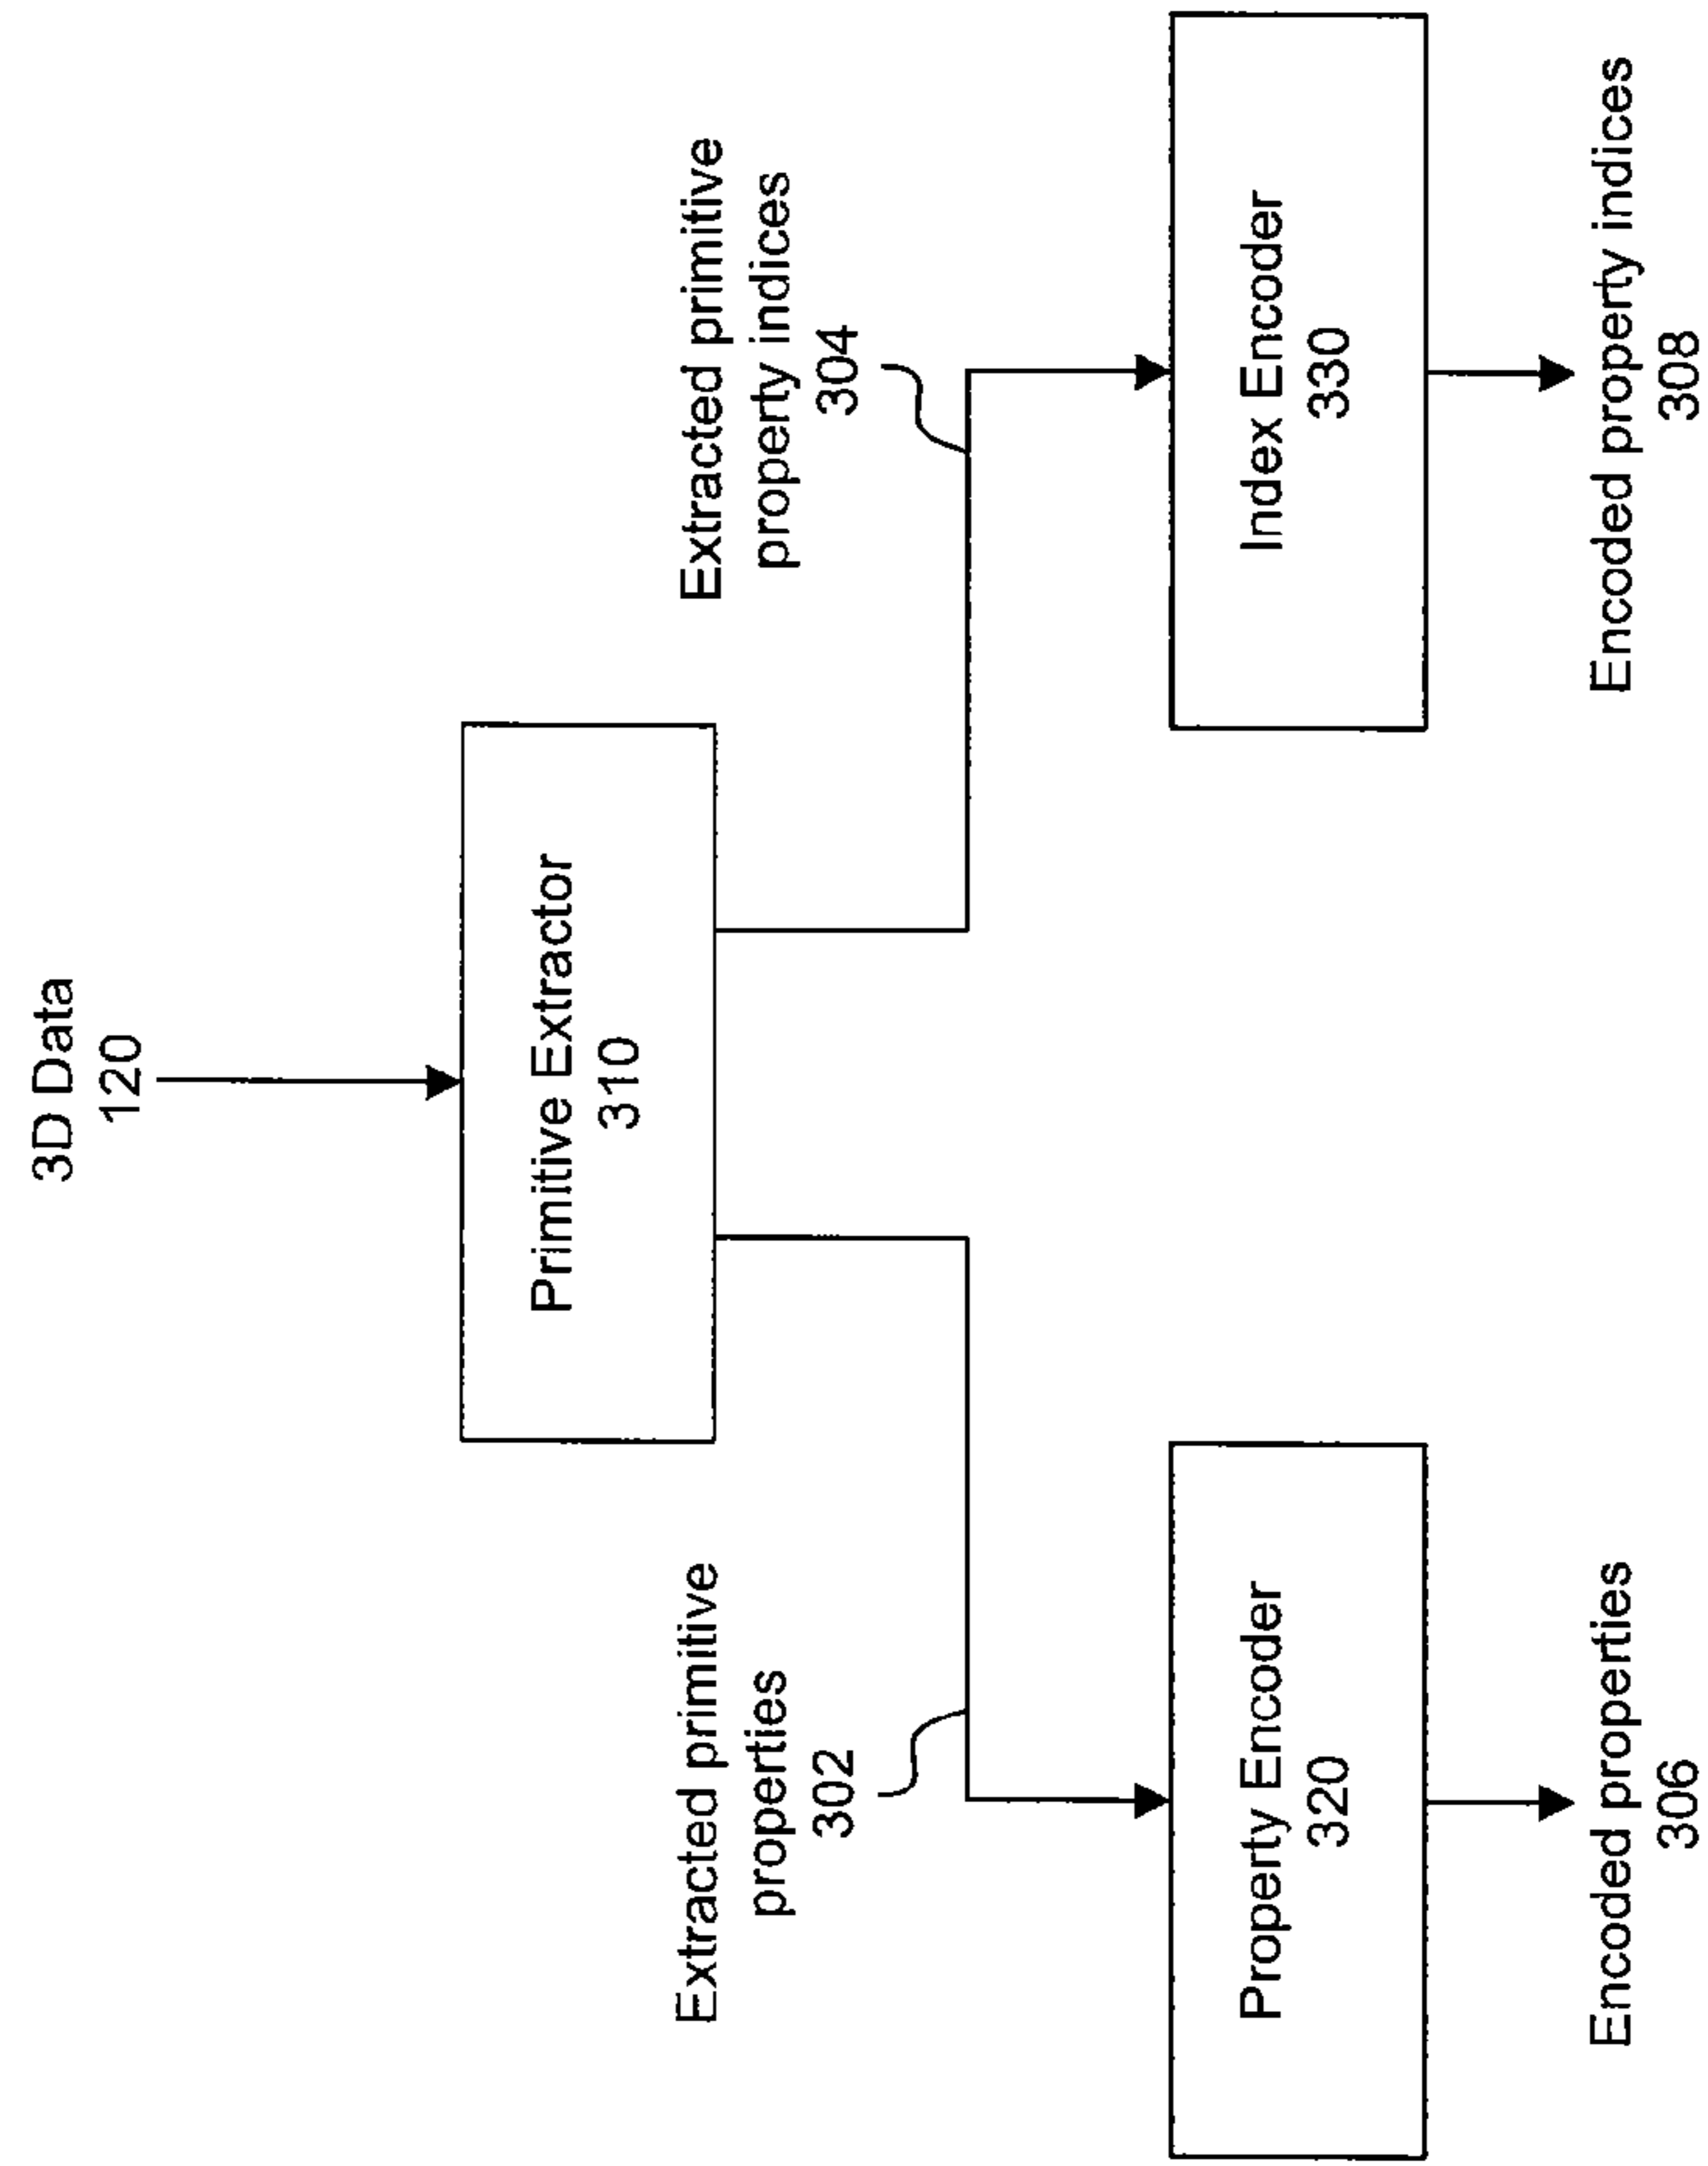 3D Data
120
Primitive Extractor
310
Extracted primitive
properties
302
Extracted primitive
property indices
304
Property Encoder
320
Index Encoder
330
Encoded properties
306
Encoded property indices
308